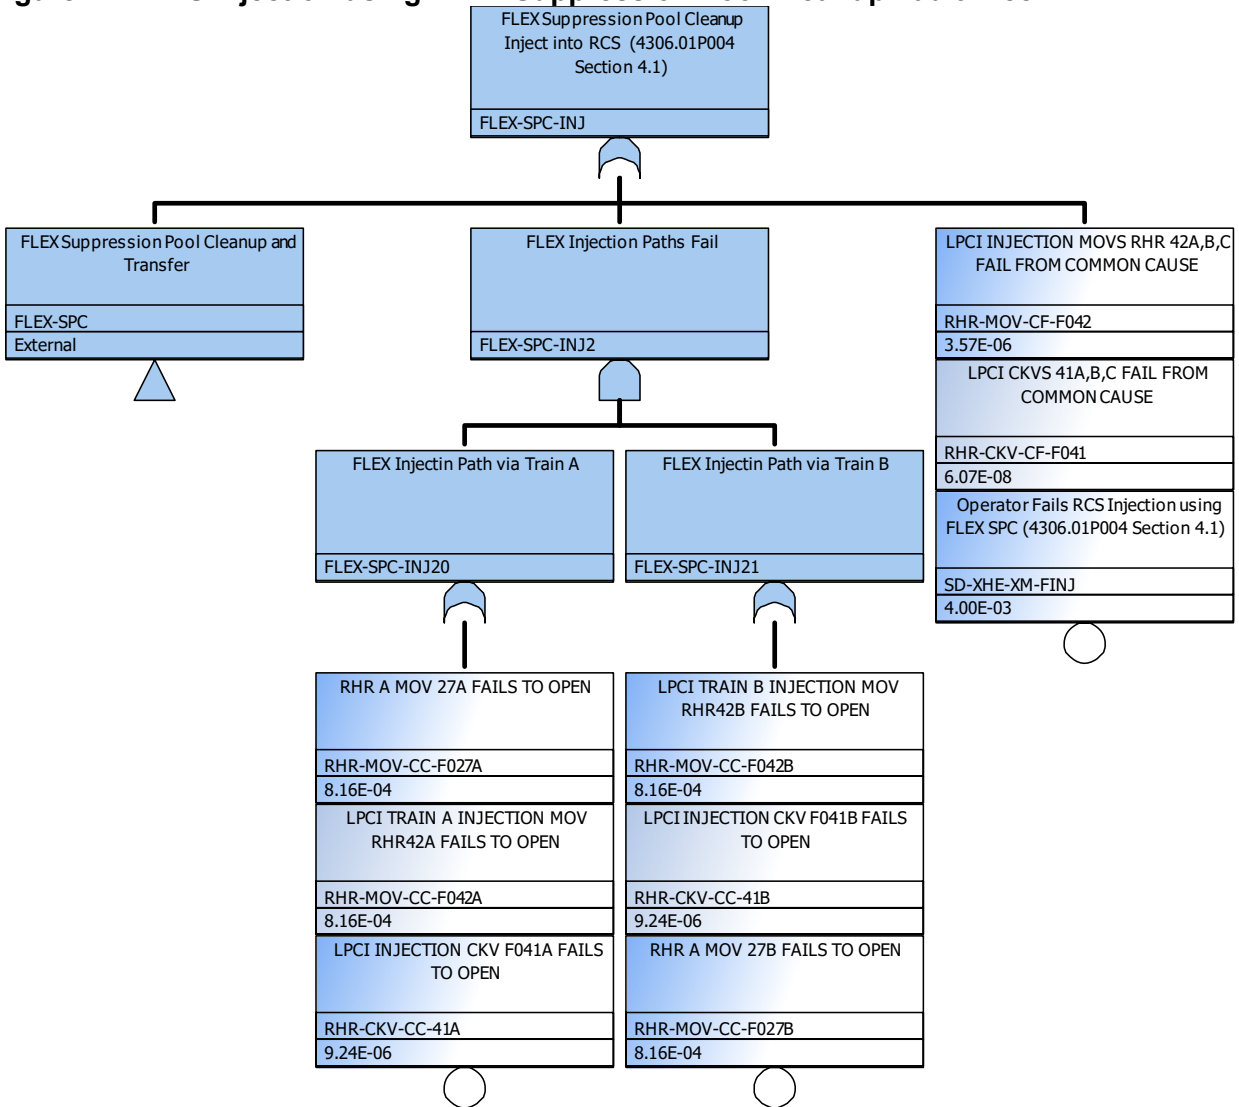 FLEX Suppression Pool Cleanup
Inject into RCS (4306.01P004
Section 4.1)
FLEX-SPC-INJ
FLEX Suppression Pool Cleanup and
Transfer
FLEX-SPC
External
FLEX Injection Paths Fail
FLEX-SPC-INJ2
LPCI INJECTION MOVS RHR 42A,B,C
FAIL FROM COMMON CAUSE
RHR-MOV-CF-F042
3.57E-06
LPCI CKVS 41A,B,C FAIL FROM
COMMON CAUSE
RHR-CKV-CF-F041
6.07E-08
Operator Fails RCS Injection using
FLEX SPC (4306.01P004 Section 4.1)
SD-XHE-XM-FINJ
4.00E-03
FLEX Injectin Path via Train A
FLEX-SPC-INJ20
FLEX Injectin Path via Train B
FLEX-SPC-INJ21
RHR A MOV 27A FAILS TO OPEN
RHR-MOV-CC-F027A
8.16E-04
LPCI TRAIN A INJECTION MOV
RHR42A FAILS TO OPEN
RHR-MOV-CC-F042A
8.16E-04
LPCI INJECTION CKV F041A FAILS
TO OPEN
RHR-CKV-CC-41A
9.24E-06
LPCI TRAIN B INJECTION MOV
RHR42B FAILS TO OPEN
RHR-MOV-CC-F042B
8.16E-04
LPCI INJECTION CKV F041B FAILS
TO OPEN
RHR-CKV-CC-41B
9.24E-06
RHR A MOV 27B FAILS TO OPEN
RHR-MOV-CC-F027B
8.16E-04